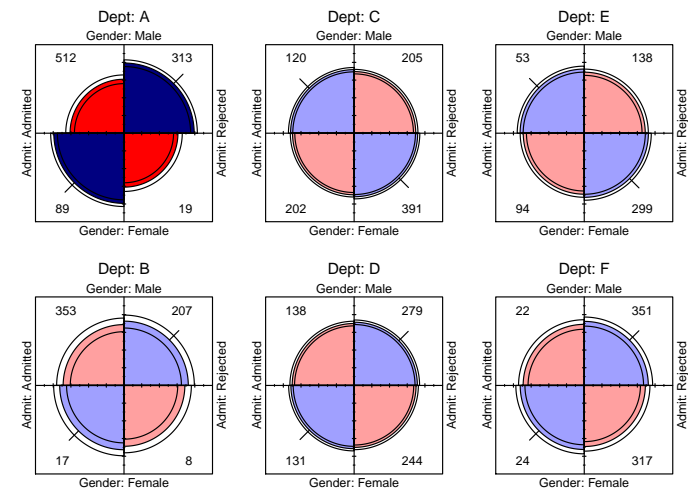 Dept: A
Gender: Male
512 313
Admit: Admitted
Admit: Rejected
89 19
Gender: Female
Dept: C
Gender: Male
120 205
Admit: Admitted
Admit: Rejected
202 391
Gender: Female
Dept: E
Gender: Male
53 138
Admit: Admitted
Admit: Rejected
94 299
Gender: Female
Dept: B
Gender: Male
353 207
Admit: Admitted
Admit: Rejected
17 8
Gender: Female
Dept: D
Gender: Male
138 279
Admit: Admitted
Admit: Rejected
131 244
Gender: Female
Dept: F
Gender: Male
22 351
Admit: Admitted
Admit: Rejected
24 317
Gender: Female